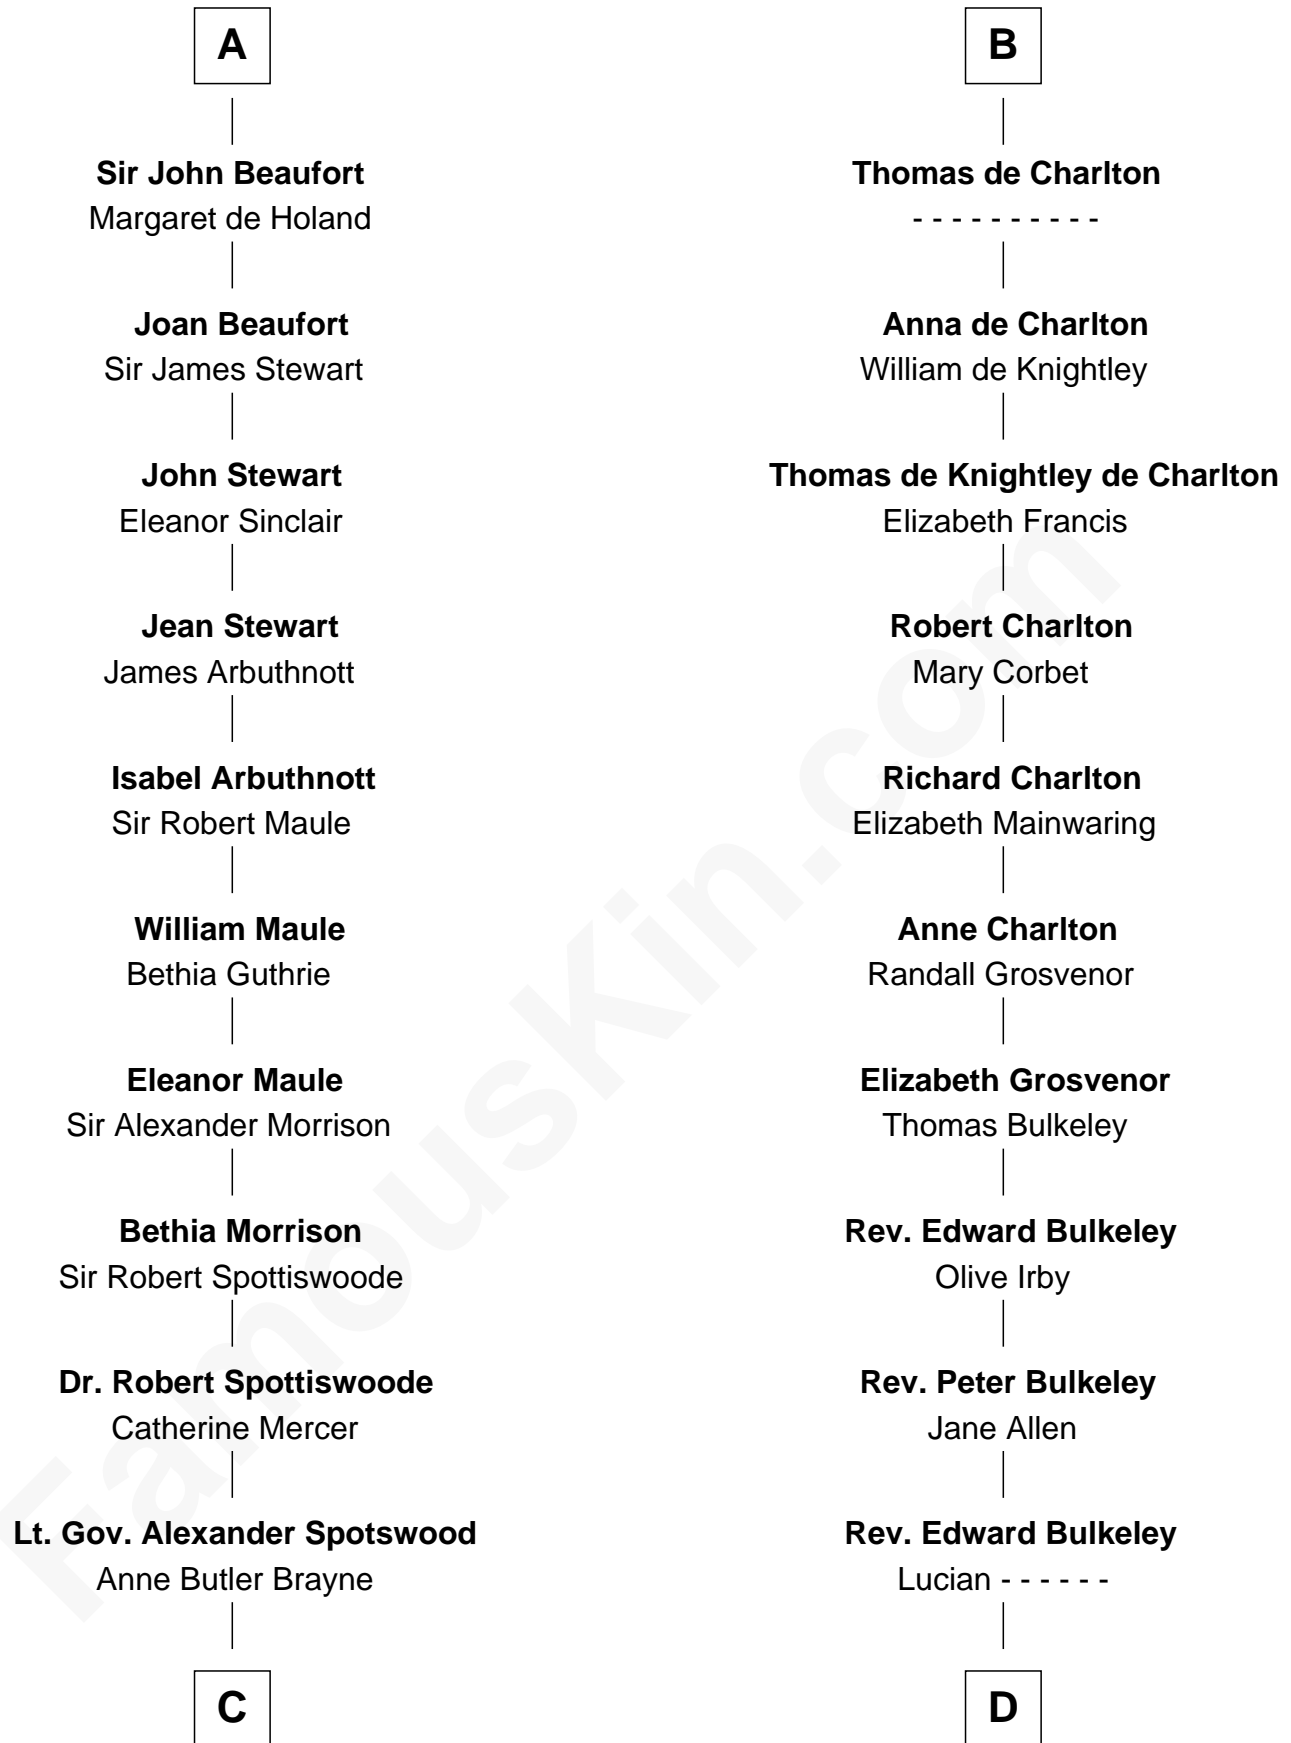 A
Sir John Beaufort
Margaret de Holand
Joan Beaufort
Sir James Stewart
John Stewart
Eleanor Sinclair
Jean Stewart
James Arbuthnott
Isabel Arbuthnott
Sir Robert Maule
William Maule
Bethia Guthrie
Eleanor Maule
Sir Alexander Morrison
Bethia Morrison
Sir Robert Spottiswoode
Dr. Robert Spottiswoode
Catherine Mercer
Lt. Gov. Alexander Spotswood
Anne Butler Brayne
C
B
Thomas de Charlton
- - - - - - - - - -
Anna de Charlton
William de Knightley
Thomas de Knightley de Charlton
Elizabeth Francis
Robert Charlton
Mary Corbet
Richard Charlton
Elizabeth Mainwaring
Anne Charlton
Randall Grosvenor
Elizabeth Grosvenor
Thomas Bulkeley
Rev. Edward Bulkeley
Olive Irby
Rev. Peter Bulkeley
Jane Allen
Rev. Edward Bulkeley
Lucian - - - - - -
D
FamousKin.com